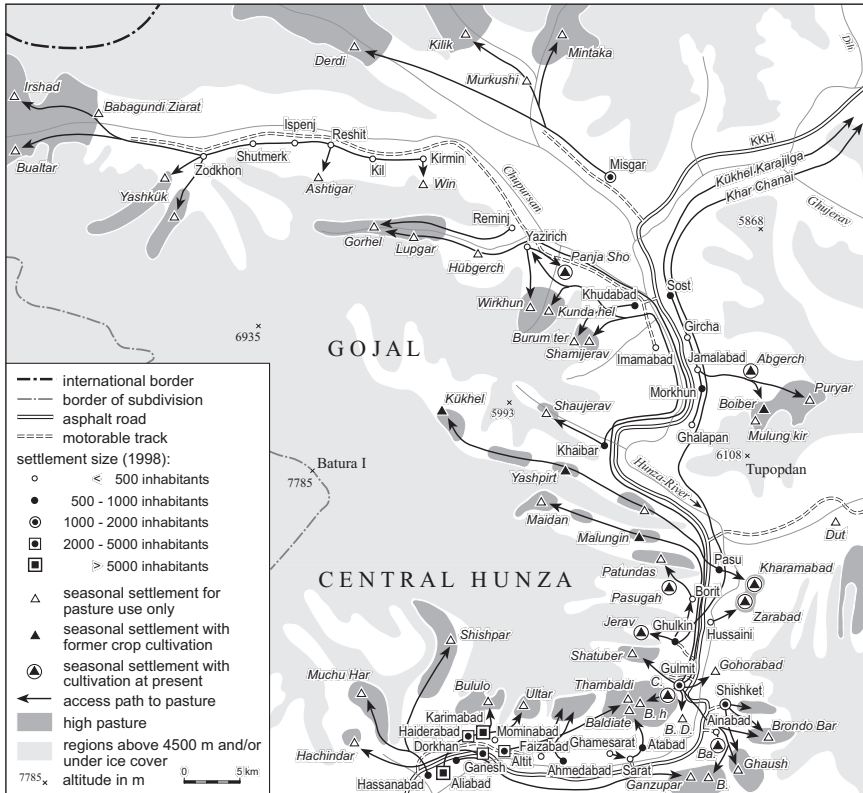 Kilik
Mintaka
Derdi
Dih
Murkushi
Irshad
Babagundi Ziarat
Ispenj
Reshit
KKH
Shutmerk
Kirmin
Misgar
Kükhel Karajilga
Bualtar
Zodkhon
Kil
Khar Chanai
Chapursan
Yashkük
Ashtigar
Win
Ghujerav
Reminj
5868
Gorhel
Lupgar
Yazirich
Panja Sho
Hübgerch
Sost
Khudabad
Wirkhun
Kunda hel
6935
Gircha
Burum ter
GOJAL
Shamijerav
Imamabad
Jamalabad
Abgerch
international border
Morkhun
Puryar
border of subdivision
Kükhel
5993
Shaujerav
Boiber
asphalt road
Mulung kir
motorable track
Ghalapan
Khaibar
settlement size (1998):
6108
Tupopdan
Batura I
7785
Yashpirt
Hunza-River
< 500 inhabitants
500 - 1000 inhabitants
Maidan
1000 - 2000 inhabitants
Dut
Malungin
2000 - 5000 inhabitants
Pasu
> 5000 inhabitants
Patundas
Kharamabad
CENTRAL HUNZA
seasonal settlement for
pasture use only
Pasugah
Borit
Zarabad
seasonal settlement with
former crop cultivation
Jerav
Ghulkin
Hussaini
Shishpar
Shatuber
seasonal settlement with
cultivation at present
Gulmit
Gohorabad
access path to pasture
Muchu Har
Bululo
Ultar
Thambaldi
C.
Shishket
high pasture
Karimabad
B. h
Haiderabad
Mominabad
Baldiate
B. D.
Ainabad
Brondo Bar
regions above 4500 m and/or
under ice cover
Dorkhan
Faizabad
Ghamesarat
Atabad
Hachindar
Altit
Ba.
7785 altitude in m
0 5 km
Ganesh
Ahmedabad
Sarat
Ghaush
Hassanabad
Aliabad
Ganzupar
B.